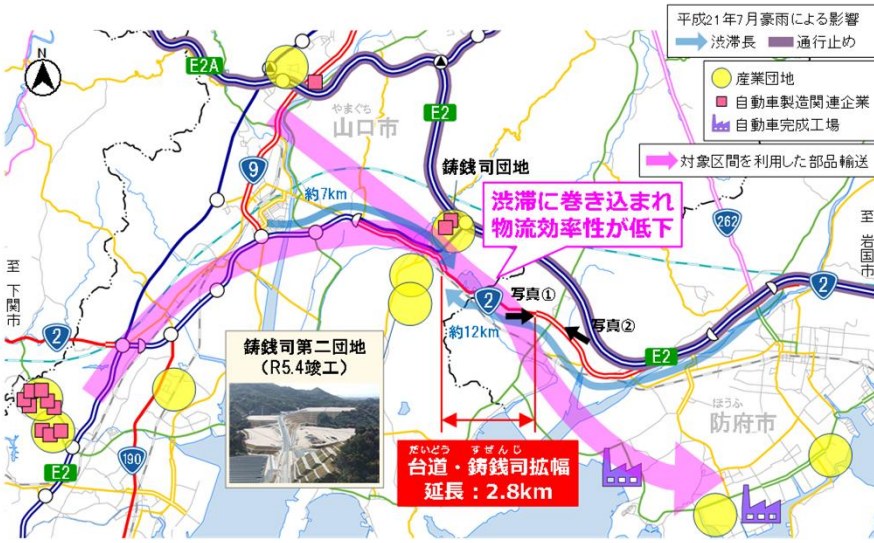 平成21年7月豪雨による影響
渋滞長
通行止め
産業団地
自動車製造関連企業
自動車完成工場
対象区間を利用した部品輸送
N
E2A
やまぐち
山口市
E2
9
鋳銭司団地
約7km
渋滞に巻き込まれ
物流効率性が低下
262
至 岩国市
2
至 下関市
2
2
写真①
写真②
約12km
E2
鋳銭司第二団地
(R5.4竣工)
ほうふ
防府市
だいどう すぜんじ
台道・鋳銭司拡幅
延長：2.8km
190
E2